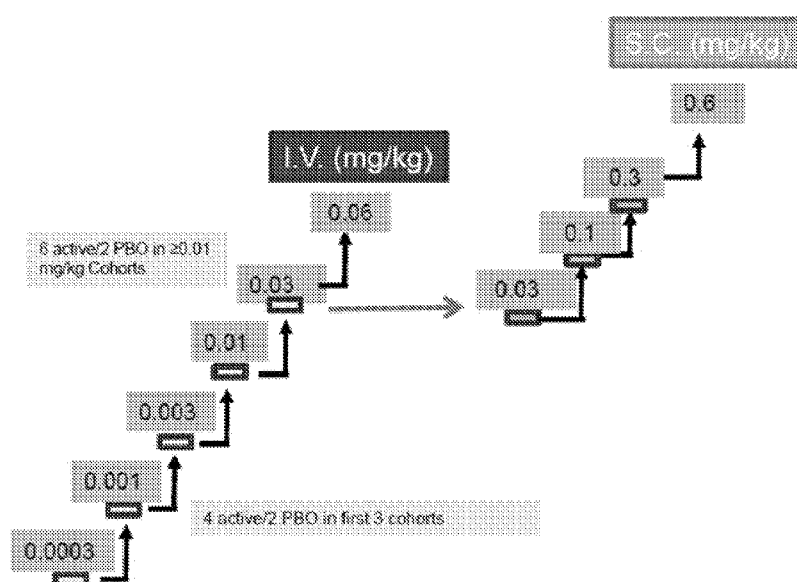 S.C. (mg/kg)
0.6
I.V. (mg/kg)
0.3
0.06
0.1
6 active/2 PBO in ≥0.01
mg/kg Cohorts
0.03
0.03
0.01
0.003
0.001
4 active/2 PBO in first 3 cohorts
0.0003